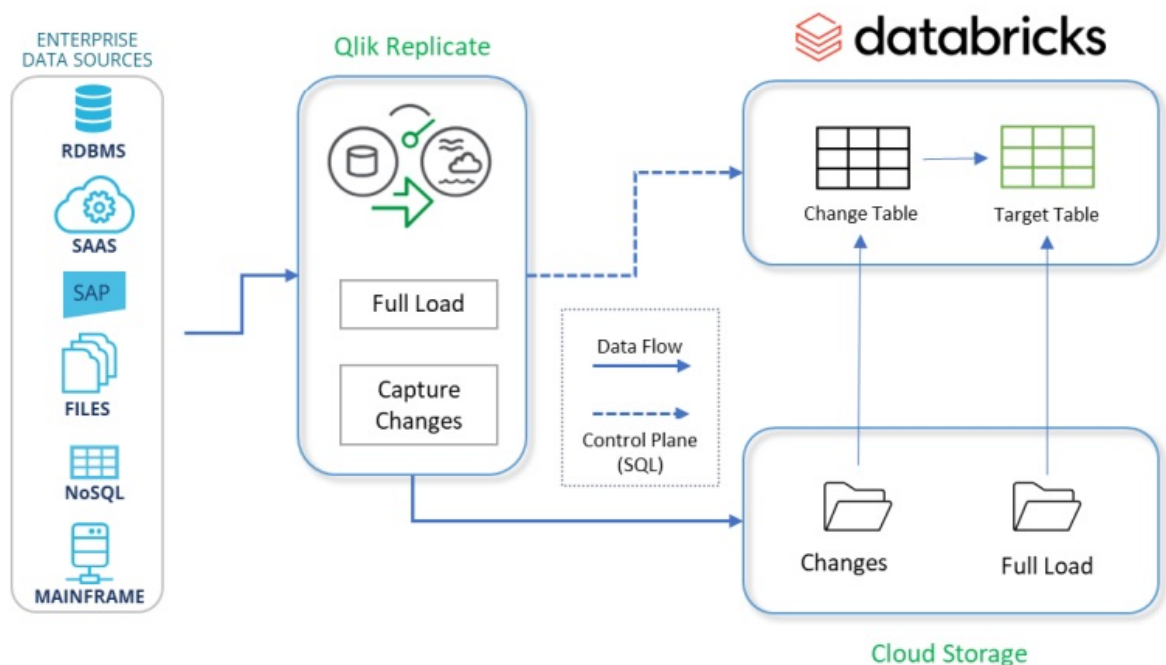 ENTERPRISE
DATA SOURCES
RDBMS
SAAS
SAP
FILES
NoSQL
MAINFRAME
Qlik Replicate
Full Load
Capture
Changes
Data Flow
Control Plane
(SQL)
databricks
Change Table
Target Table
Changes
Full Load
Cloud Storage